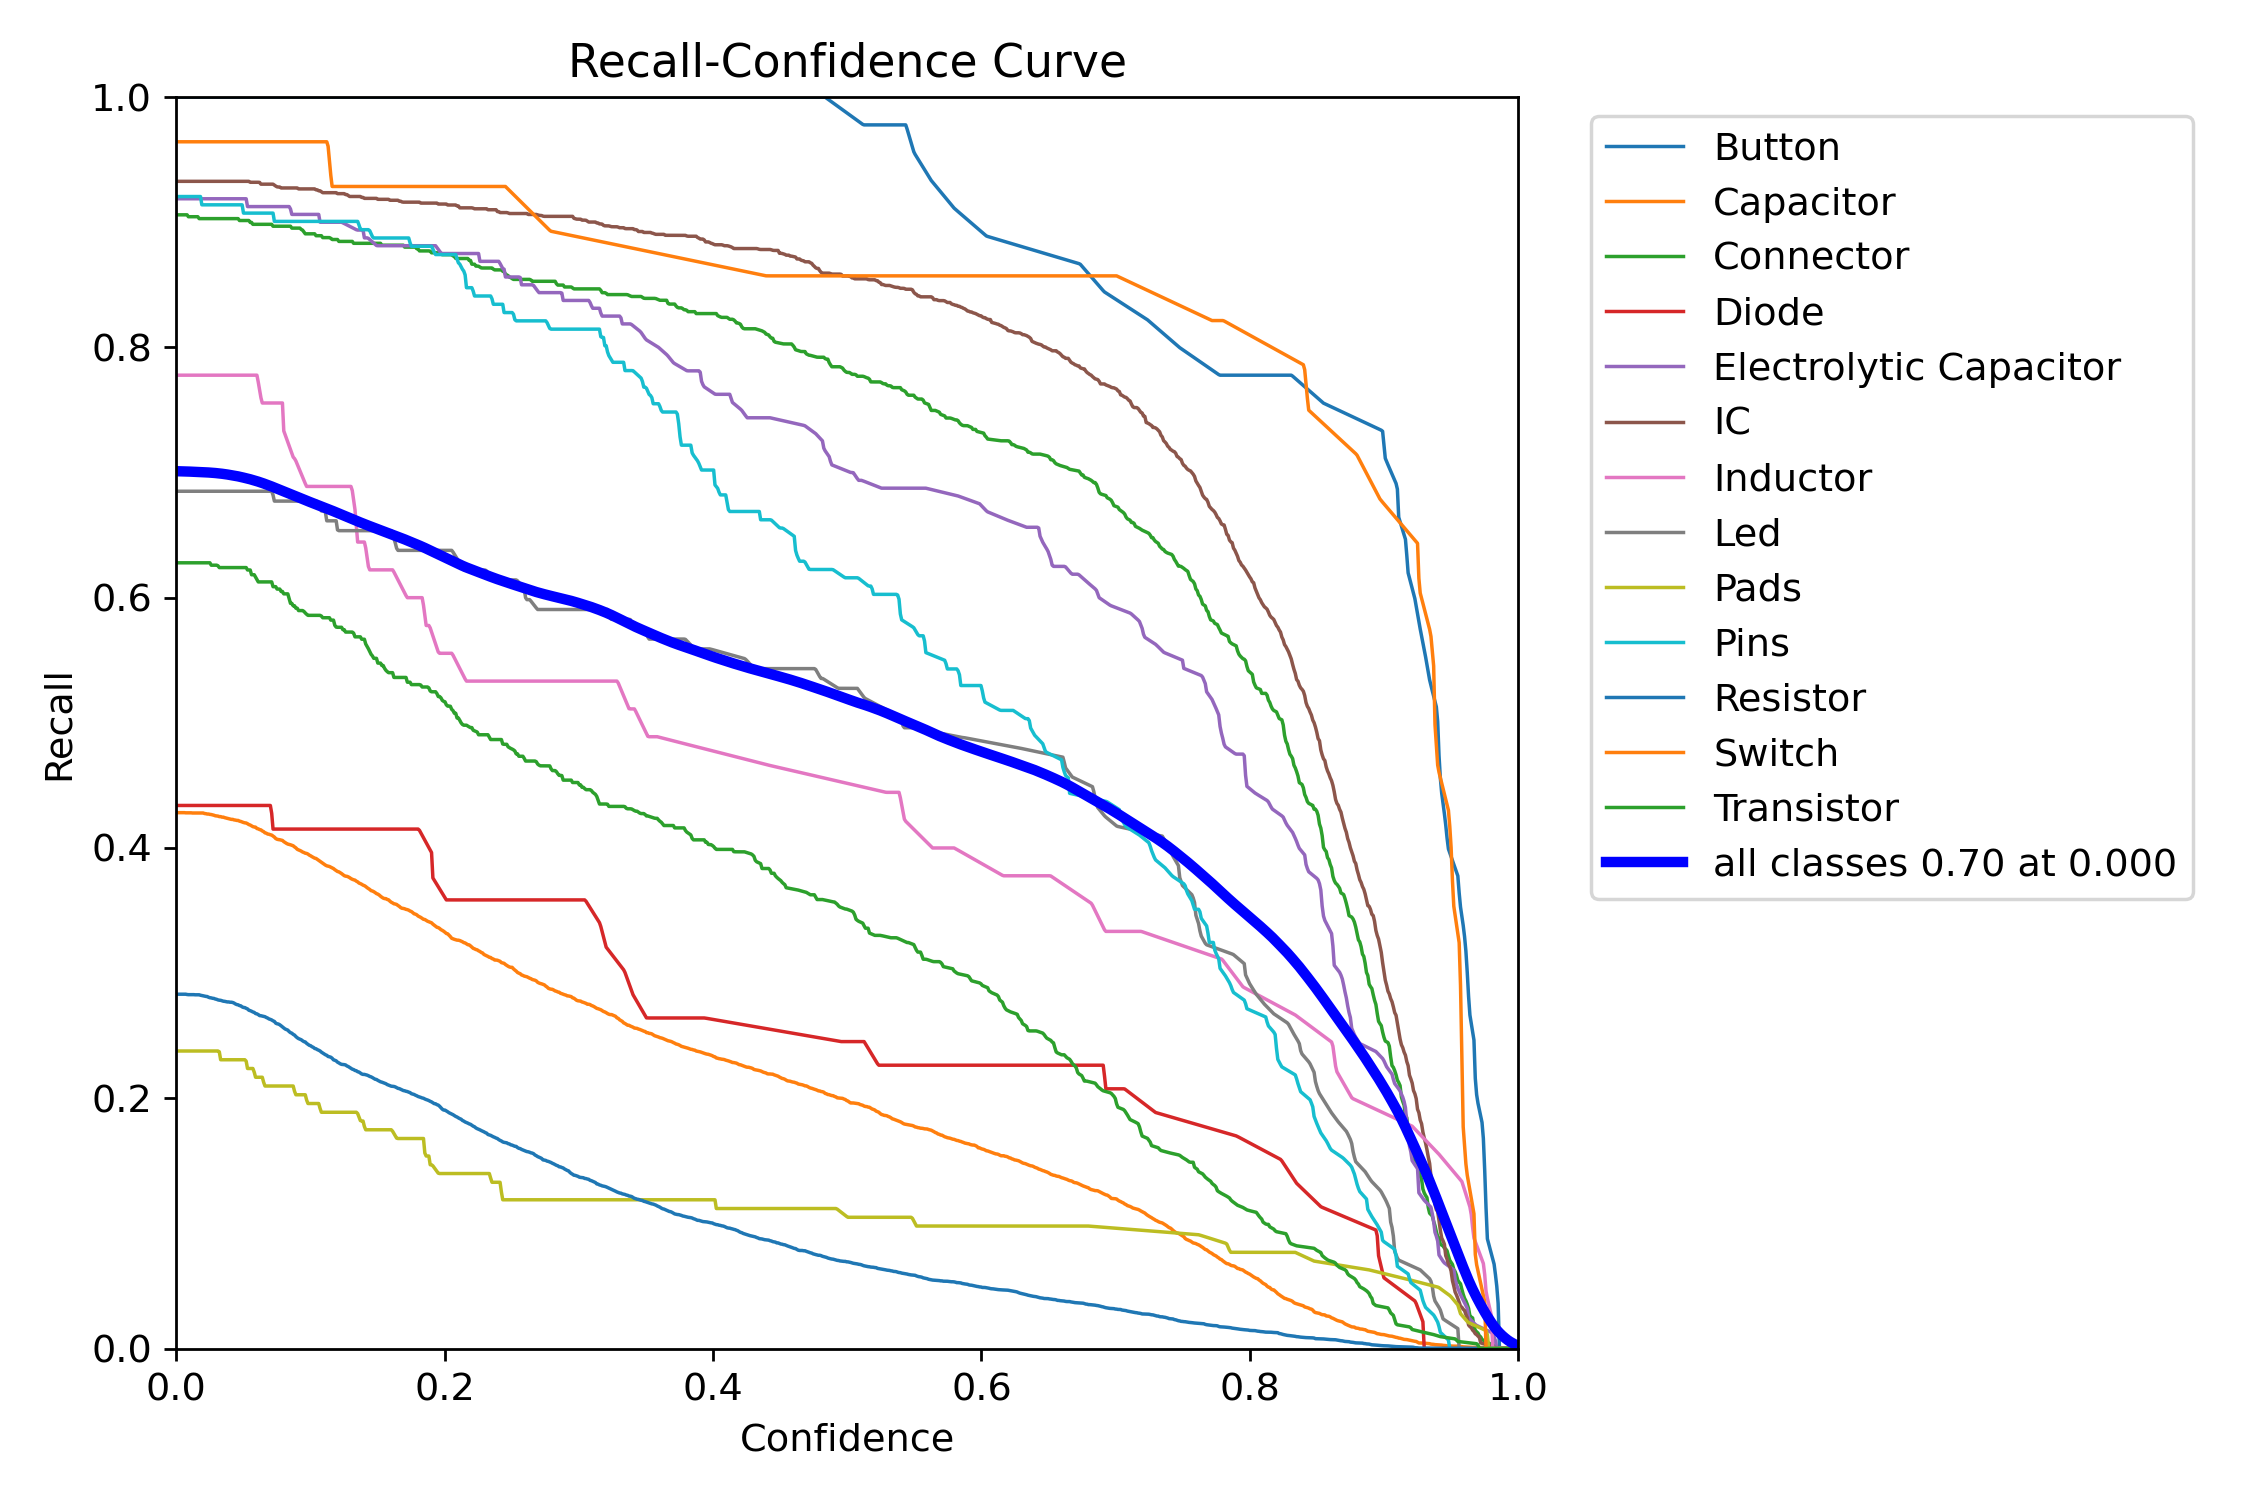 Recall-Confidence Curve
1.0
0.8
0.6
0.4
0.2
0.0
Recall
0.0 0.2 0.4 0.6 0.8 1.0
Confidence
Button
Capacitor
Connector
Diode
Electrolytic Capacitor
IC
Inductor
Led
Pads
Pins
Resistor
Switch
Transistor
all classes 0.70 at 0.000